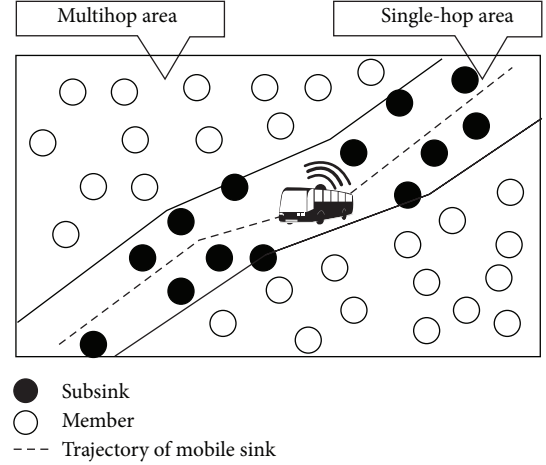 Multihop area
Single-hop area
Subsink
Member
Trajectory of mobile sink